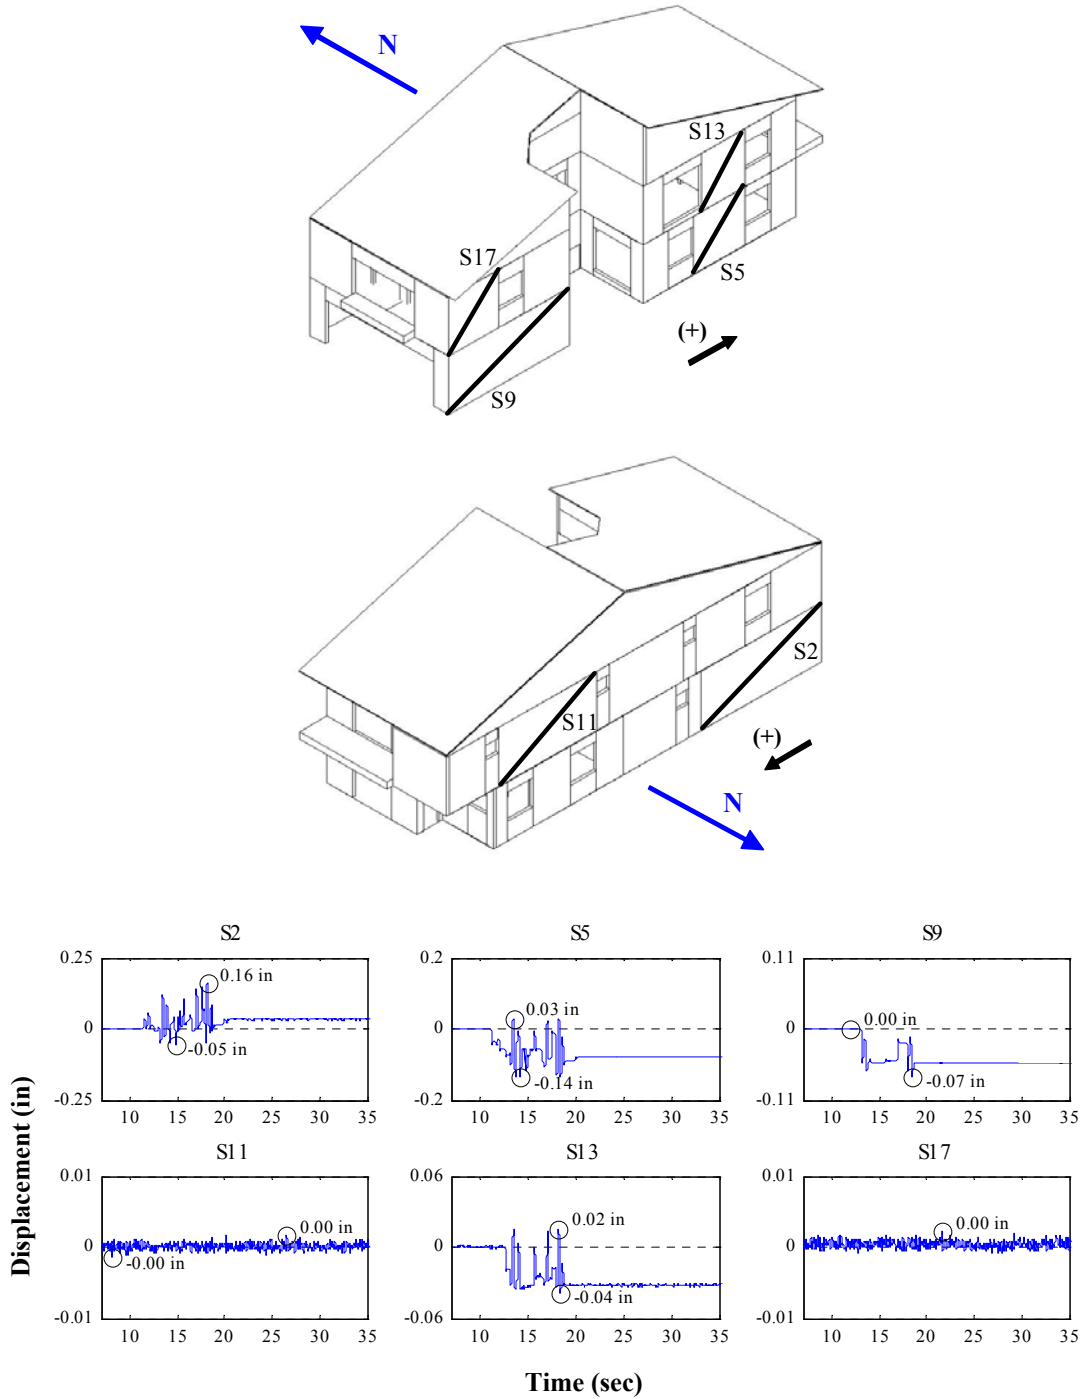 N
S13
S17
S5
(+)
S9
S2
S11
(+)
N
S2
S5
S9
0.25
0
-0.25
0.16 in
-0.05 in
10 15 20 25 30 35
0.2
0
-0.2
0.03 in
-0.14 in
10 15 20 25 30 35
0.11
0
-0.11
0.00 in
-0.07 in
10 15 20 25 30 35
S11
S13
S17
0.01
0
-0.01
0.00 in
-0.00 in
10 15 20 25 30 35
0.06
0
-0.06
0.02 in
-0.04 in
10 15 20 25 30 35
0.01
0
-0.01
0.00 in
10 15 20 25 30 35
Displacement (in)
Time (sec)